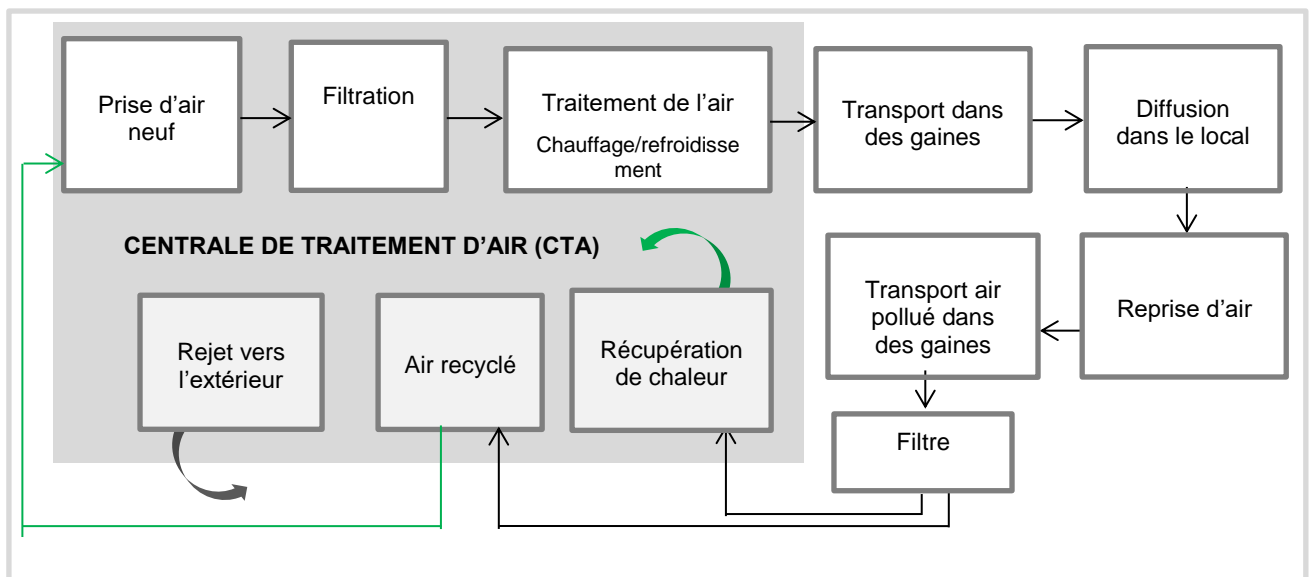 Prise d'air
neuf
Filtration
Traitement de l'air
Chauffage/refroidisse
ment
Transport dans
des gaines
Diffusion
dans le local
CENTRALE DE TRAITEMENT D'AIR (CTA)
Rejet vers
l'extérieur
Air recyclé
Récupération
de chaleur
Transport air
pollué dans
des gaines
Reprise d'air
Filtre